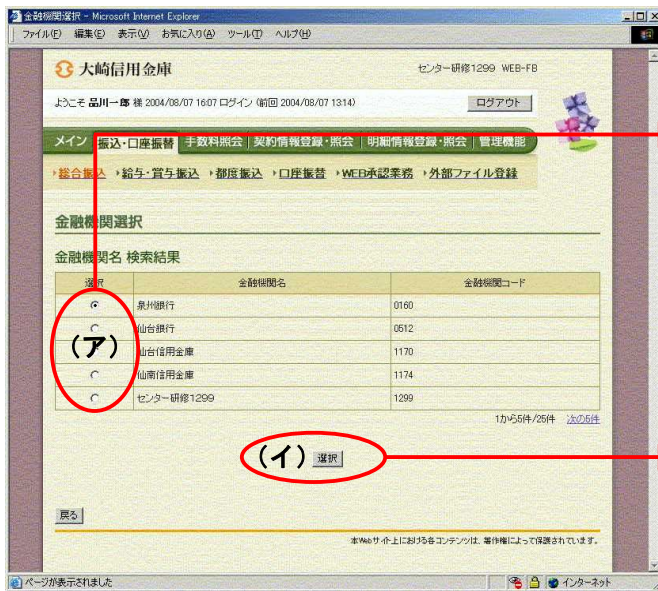 金融機関選択 - Microsoft Internet Explorer
ファイル(F) 編集(E) 表示(V) お気に入り(A) ツール(T) ヘルプ(H)
大崎信用金庫 センター研修1299 WEB-FB
ようこそ 品川一郎 様 2004/08/07 16:07 ログイン (前回 2004/08/07 13:14) ログアウト
メイン 振込・口座振替 手数料照会 契約情報登録・照会 明細情報登録・照会 管理機能
総合振込 給与・賞与振込 都度振込 口座振替 WEB承認業務 外部ファイル登録
金融機関選択
金融機関名 検索結果
選択 金融機関名 金融機関コード
泉州銀行 0160
仙台銀行 0512
(ア) 仙台信用金庫 1170
仙南信用金庫 1174
センター研修1299 1299
1から5件/25件 次の5件
(イ) 選択
戻る
本Webサイト上における各コンテンツは、著作権によって保護されています。
ページが表示されました インターネット